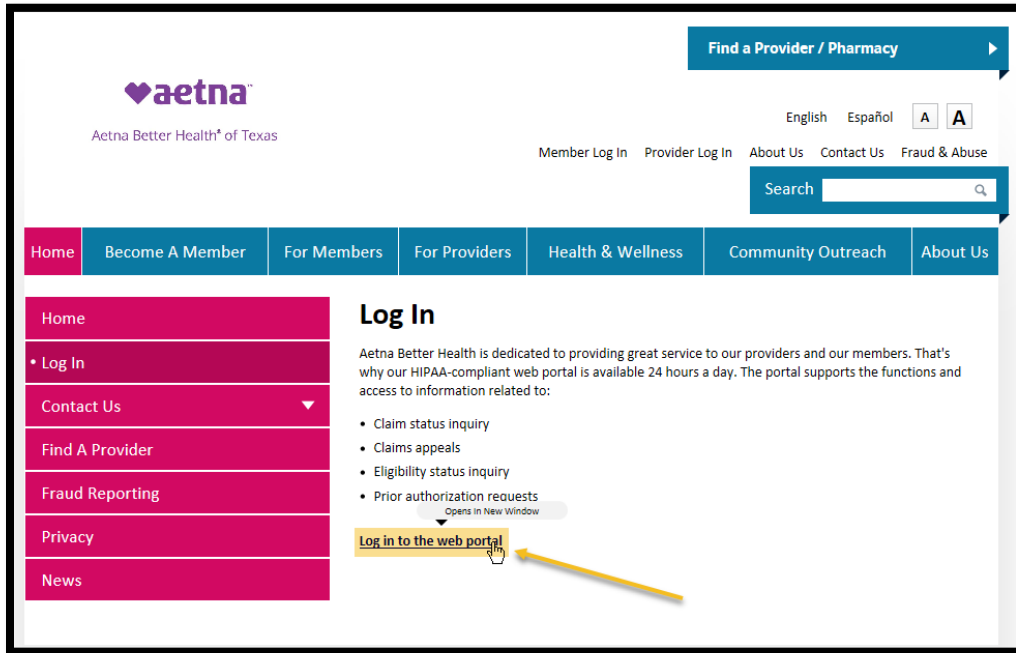 Find a Provider / Pharmacy
aetna™
Aetna Better Health® of Texas
English Español A A
Member Log In Provider Log In About Us Contact Us Fraud & Abuse
Search
Home Become A Member For Members For Providers Health & Wellness Community Outreach About Us
Home
• Log In
Contact Us
Find A Provider
Fraud Reporting
Privacy
News
Log In
Aetna Better Health is dedicated to providing great service to our providers and our members. That's
why our HIPAA-compliant web portal is available 24 hours a day. The portal supports the functions and
access to information related to:
• Claim status inquiry
• Claims appeals
• Eligibility status inquiry
• Prior authorization requests
Opens In New Window
Log in to the web portal